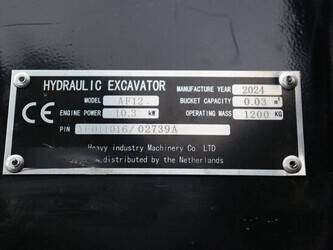 HYDRAULIC EXCAVATOR MANUFACTURE YEAR 2024
CE MODEL AF12 BUCKET CAPACITY 0.03 m³
ENGINE POWER 10.3 kW OPERATING MASS 1200 KG
PIN /02739A
Heavy industry Machinery Co. LTD
distributed by the Netherlands